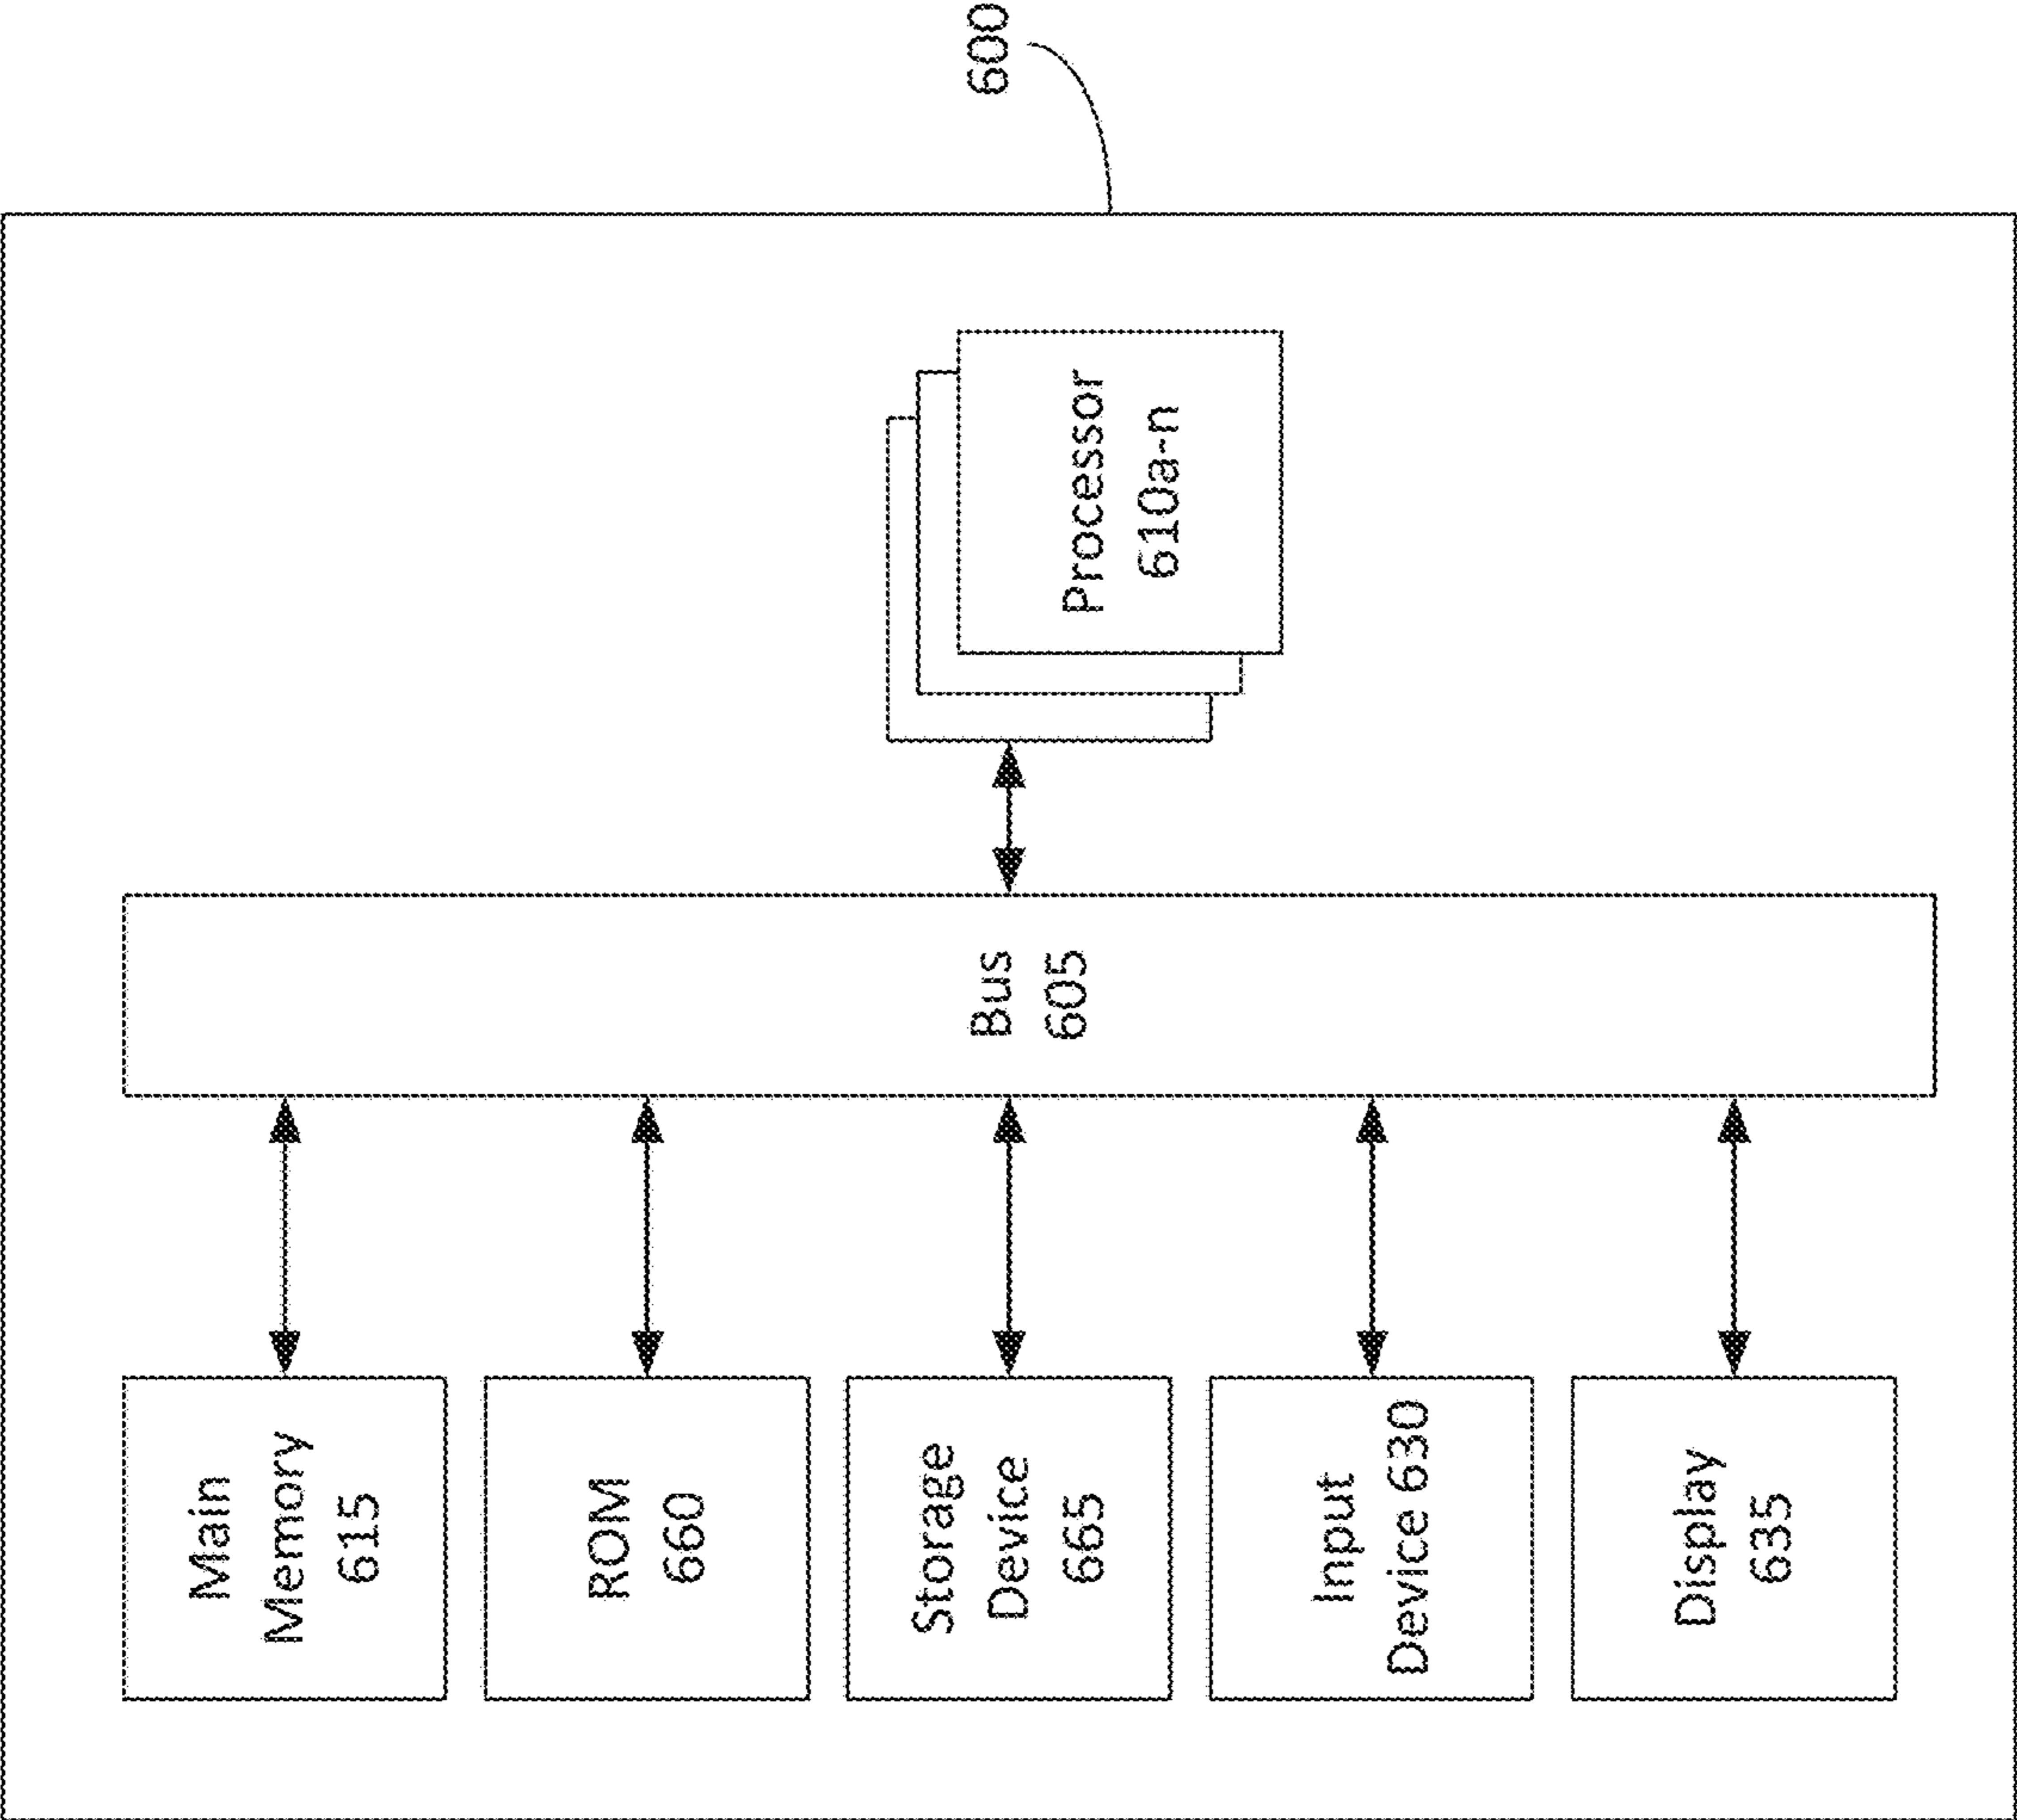 Main
Memory
615
ROM
660
Storage
Device
665
Input
Device 630
Display
635
Bus
605
Processor
610a-n
600